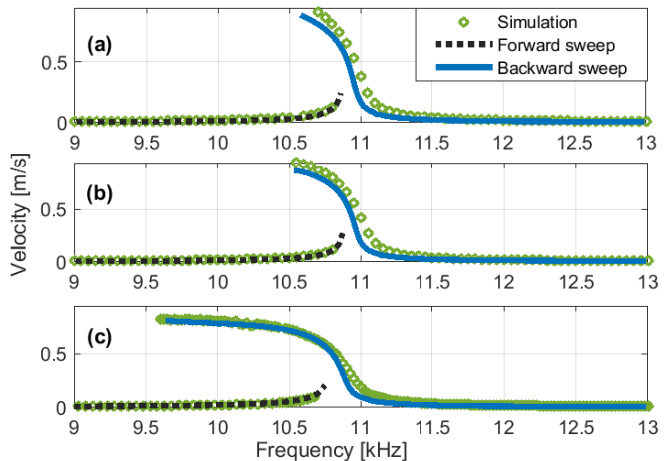 (a)
Simulation
Forward sweep
Backward sweep
0.5
0
9 9.5 10 10.5 11 11.5 12 12.5 13
(b)
0.5
0
9 9.5 10 10.5 11 11.5 12 12.5 13
(c)
0.5
0
9 9.5 10 10.5 11 11.5 12 12.5 13
Velocity [m/s]
Frequency [kHz]